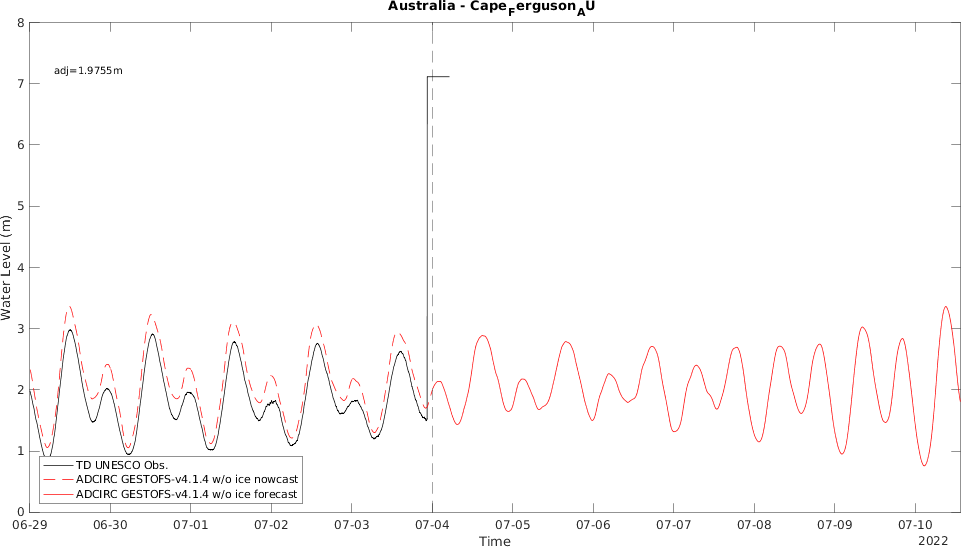 Australia - Cape_Ferguson_AU
8
adj=1.9755m
7
6
5
4
3
2
1
0
Water Level (m)
TD UNESCO Obs.
ADCIRC GESTOFS-v4.1.4 w/o ice nowcast
ADCIRC GESTOFS-v4.1.4 w/o ice forecast
06-29 06-30 07-01 07-02 07-03 07-04 07-05 07-06 07-07 07-08 07-09 07-10
Time
2022